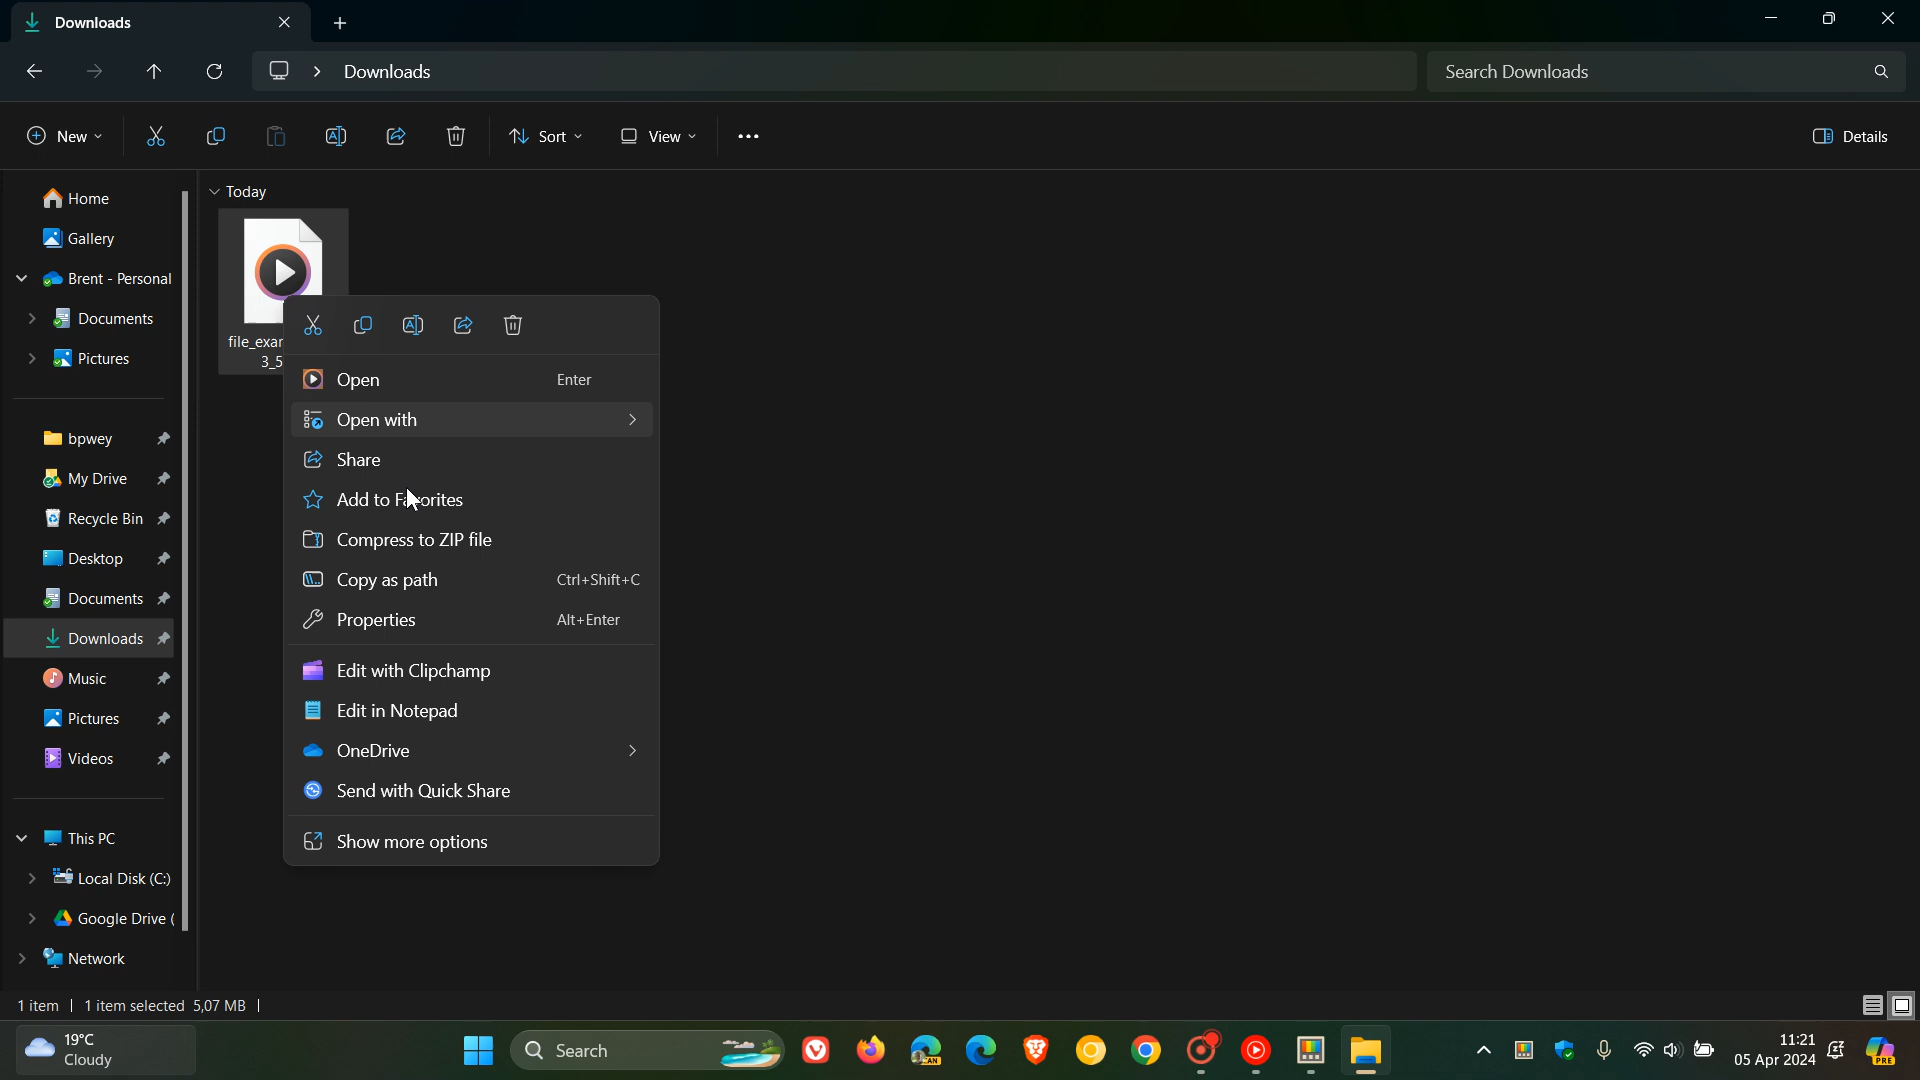 Downloads
Downloads
Search Downloads
New
Sort
View
Details
Home
Gallery
Brent - Personal
Documents
Pictures
bpwey
My Drive
Recycle Bin
Desktop
Documents
Downloads
Music
Pictures
Videos
This PC
Local Disk (C:)
Google Drive (
Network
Today
file_exar
3_5
Open Enter
Open with
Share
Add to Favorites
Compress to ZIP file
Copy as path Ctrl+Shift+C
Properties Alt+Enter
Edit with Clipchamp
Edit in Notepad
OneDrive
Send with Quick Share
Show more options
1 item 1 item selected 5,07 MB
19°C
Cloudy
Search
CAN
11:21
05 Apr 2024
PRE